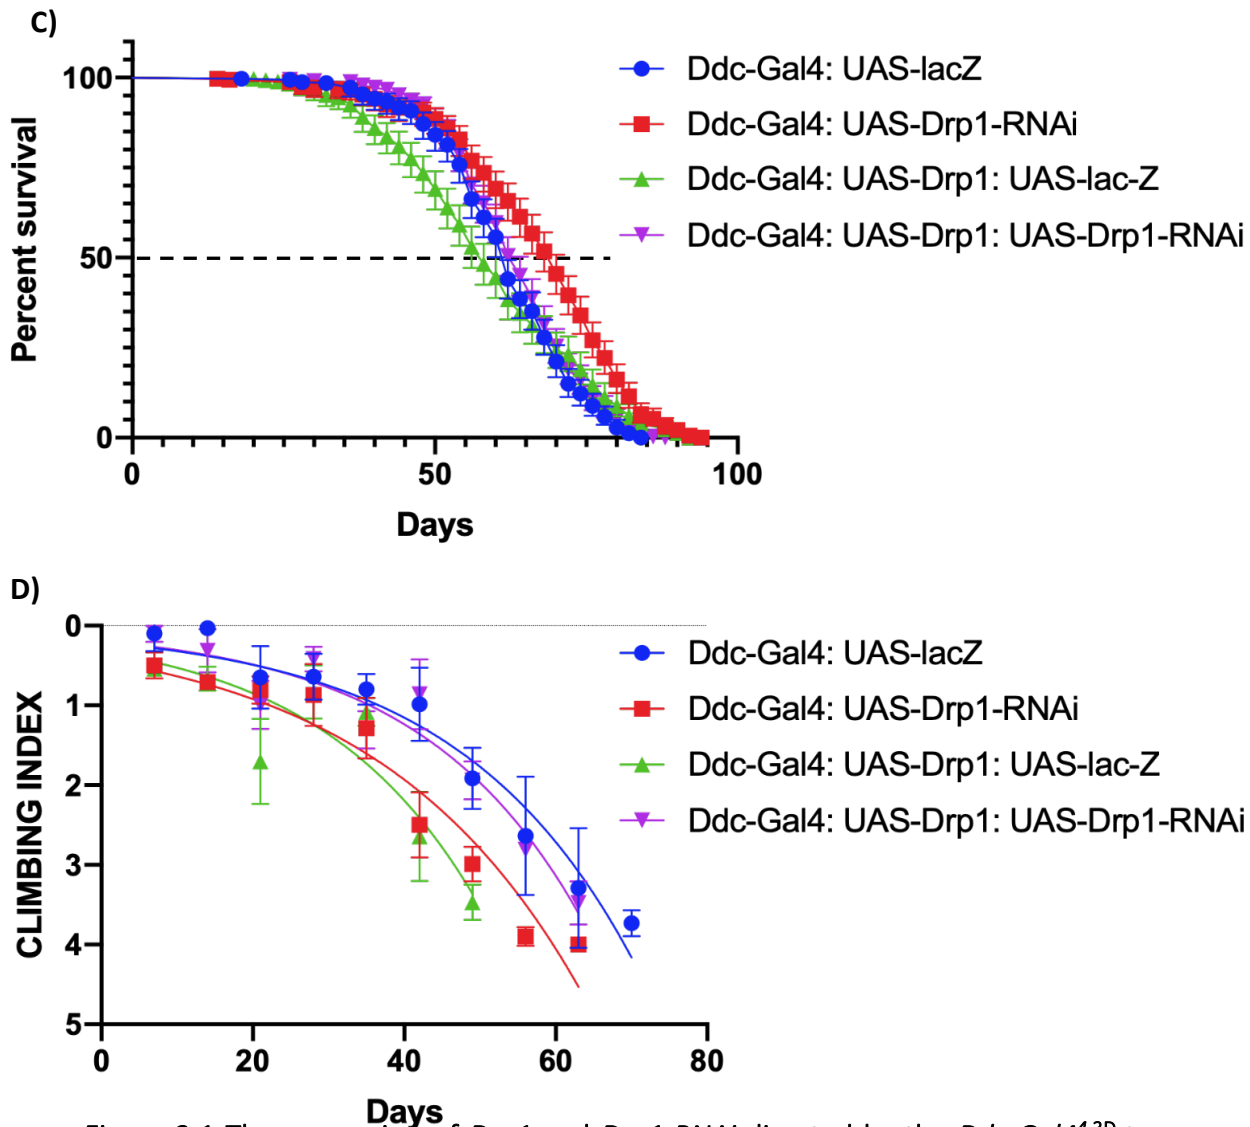 C)
100
50
0
Percent survival
0 50 100
Days
Ddc-Gal4: UAS-lacZ
Ddc-Gal4: UAS-Drp1-RNAi
Ddc-Gal4: UAS-Drp1: UAS-lac-Z
Ddc-Gal4: UAS-Drp1: UAS-Drp1-RNAi
D)
0
1
2
3
4
5
CLIMBING INDEX
0 20 40 60 80
Days
Ddc-Gal4: UAS-lacZ
Ddc-Gal4: UAS-Drp1-RNAi
Ddc-Gal4: UAS-Drp1: UAS-lac-Z
Ddc-Gal4: UAS-Drp1: UAS-Drp1-RNAi